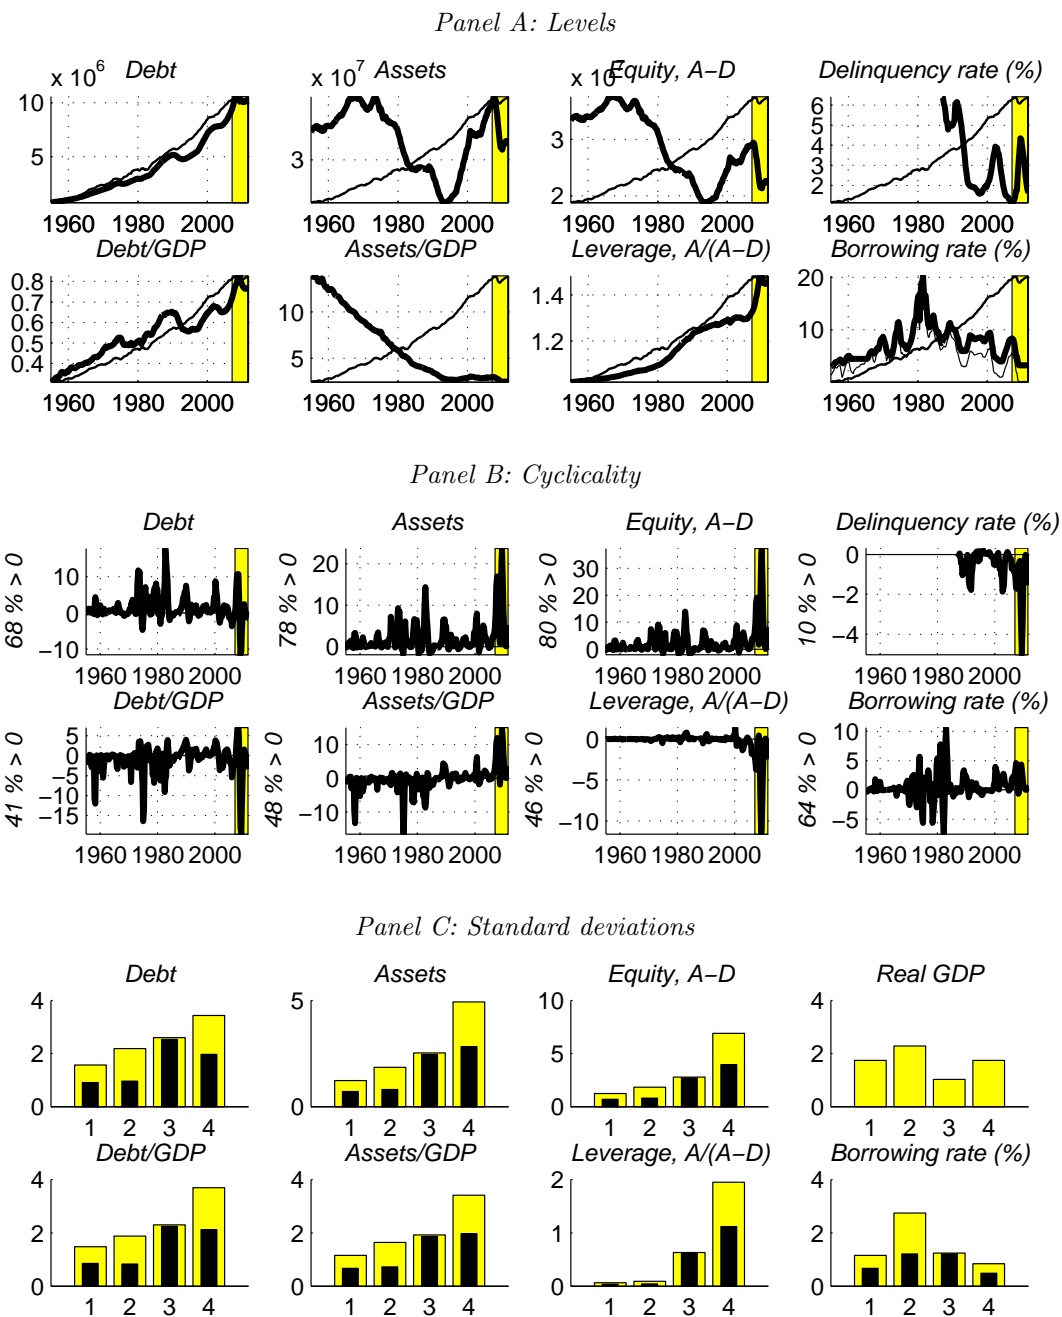 Panel A: Levels
x 10^6 Debt
x 10^7 Assets
x 10^7 Equity, A−D
Delinquency rate (%)
10
5
1960 1980 2000
3
1960 1980 2000
3
2
1960 1980 2000
6
5
4
3
2
1960 1980 2000
Debt/GDP
Assets/GDP
Leverage, A/(A−D)
Borrowing rate (%)
0.8
0.7
0.6
0.5
0.4
1960 1980 2000
10
5
1960 1980 2000
1.4
1.2
1960 1980 2000
20
10
1960 1980 2000
Panel B: Cyclicality
Debt
Assets
Equity, A−D
Delinquency rate (%)
68 % > 0
10
0
−10
1960 1980 2000
78 % > 0
20
10
0
1960 1980 2000
80 % > 0
30
20
10
0
1960 1980 2000
10 % > 0
0
−2
−4
1960 1980 2000
Debt/GDP
Assets/GDP
Leverage, A/(A−D)
Borrowing rate (%)
41 % > 0
5
0
−5
−10
−15
1960 1980 2000
48 % > 0
10
0
−10
1960 1980 2000
46 % > 0
0
−5
−10
1960 1980 2000
64 % > 0
10
5
0
−5
1960 1980 2000
Panel C: Standard deviations
Debt
Assets
Equity, A−D
Real GDP
4
2
0
1 2 3 4
5
0
1 2 3 4
10
5
0
1 2 3 4
4
2
0
1 2 3 4
Debt/GDP
Assets/GDP
Leverage, A/(A−D)
Borrowing rate (%)
4
2
0
1 2 3 4
4
2
0
1 2 3 4
2
1
0
1 2 3 4
4
2
0
1 2 3 4